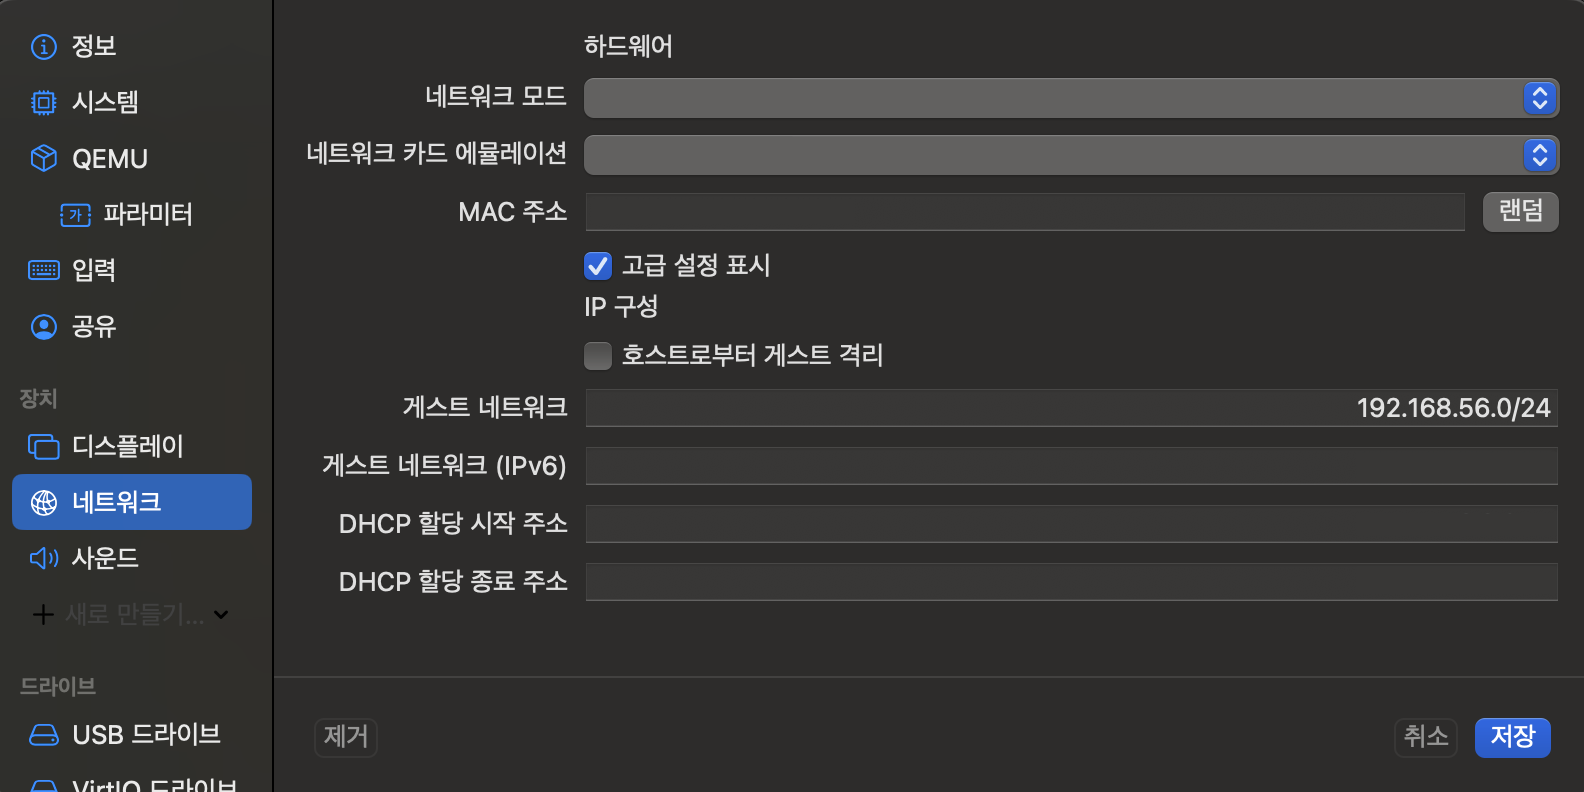 정보
시스템
QEMU
가 파라미터
입력
공유
장치
디스플레이
네트워크
사운드
새로 만들기...
드라이브
USB 드라이브
VirtIO 드라이브
하드웨어
네트워크 모드
네트워크 카드 에뮬레이션
MAC 주소 랜덤
고급 설정 표시
IP 구성
호스트로부터 게스트 격리
게스트 네트워크 192.168.56.0/24
게스트 네트워크 (IPv6)
DHCP 할당 시작 주소
DHCP 할당 종료 주소
제거 취소 저장